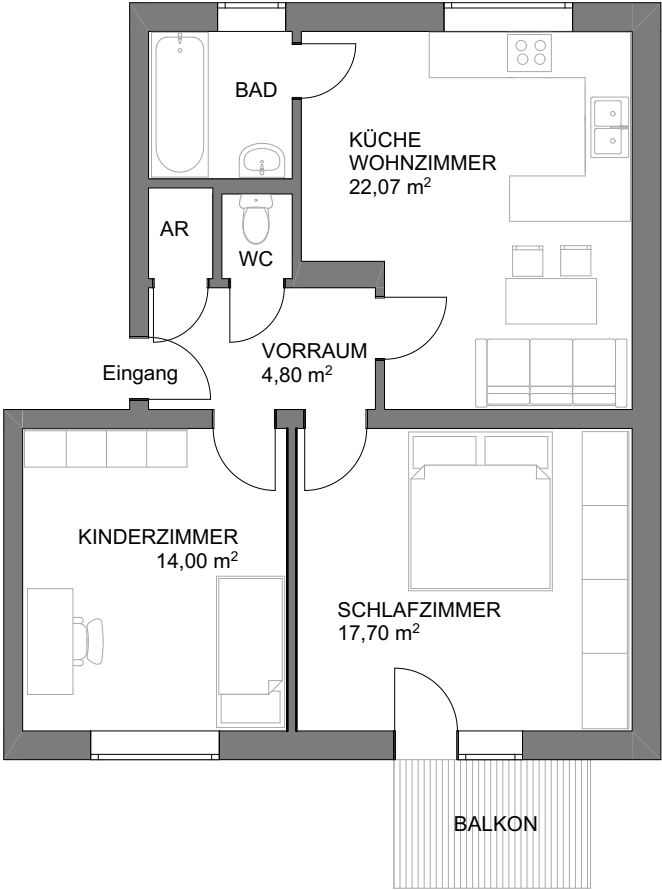 BAD
KÜCHE
WOHNZIMMER
22,07 m²
AR
WC
VORRAUM
4,80 m²
Eingang
KINDERZIMMER
14,00 m²
SCHLAFZIMMER
17,70 m²
BALKON